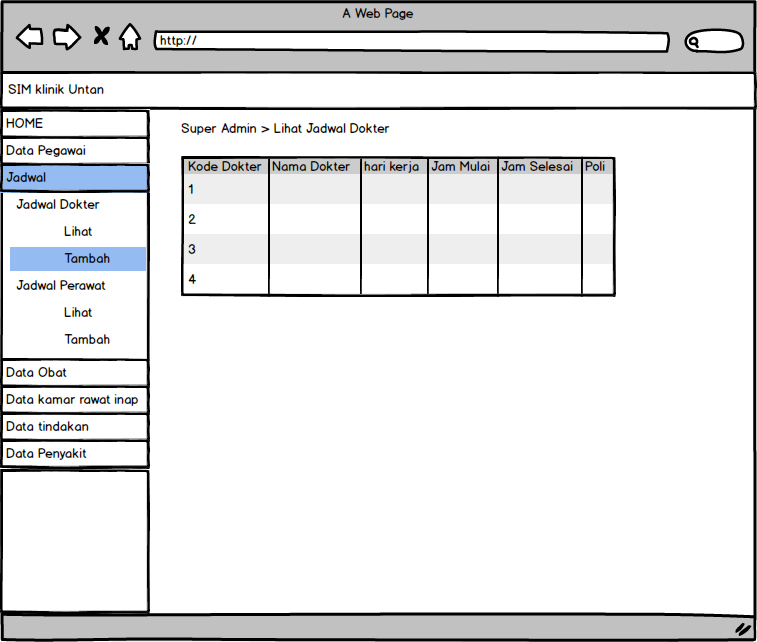 A Web Page
http://
SIM klinik Untan
HOME
Data Pegawai
Jadwal
Jadwal Dokter
Lihat
Tambah
Jadwal Perawat
Lihat
Tambah
Data Obat
Data kamar rawat inap
Data tindakan
Data Penyakit
Super Admin > Lihat Jadwal Dokter
Kode Dokter Nama Dokter hari kerja Jam Mulai Jam Selesai Poli
1
2
3
4